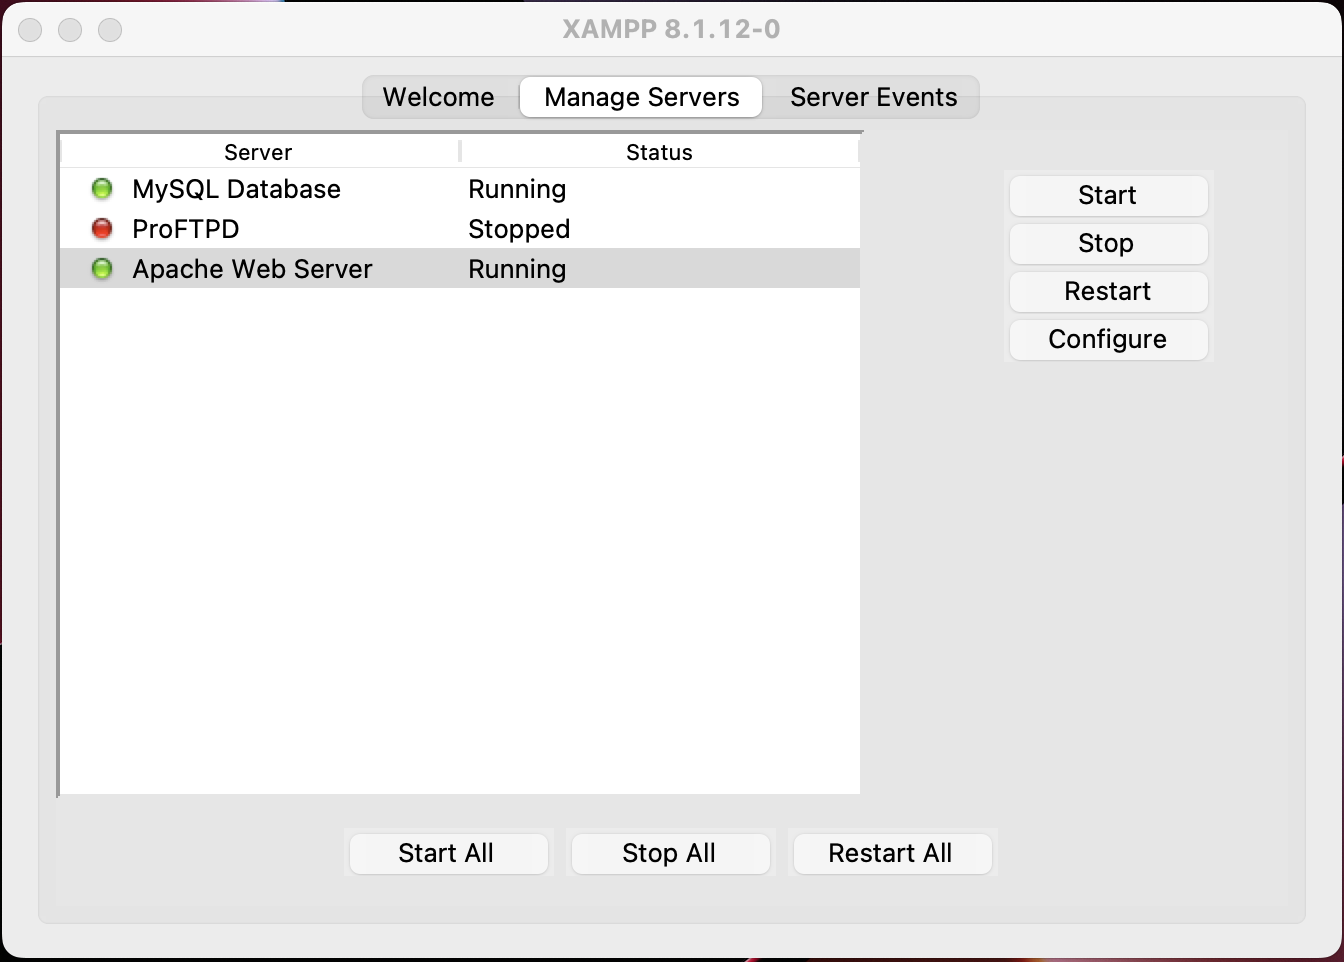 XAMPP 8.1.12-0
Welcome Manage Servers Server Events
Server Status
MySQL Database Running
ProFTPD Stopped
Apache Web Server Running
Start
Stop
Restart
Configure
Start All Stop All Restart All